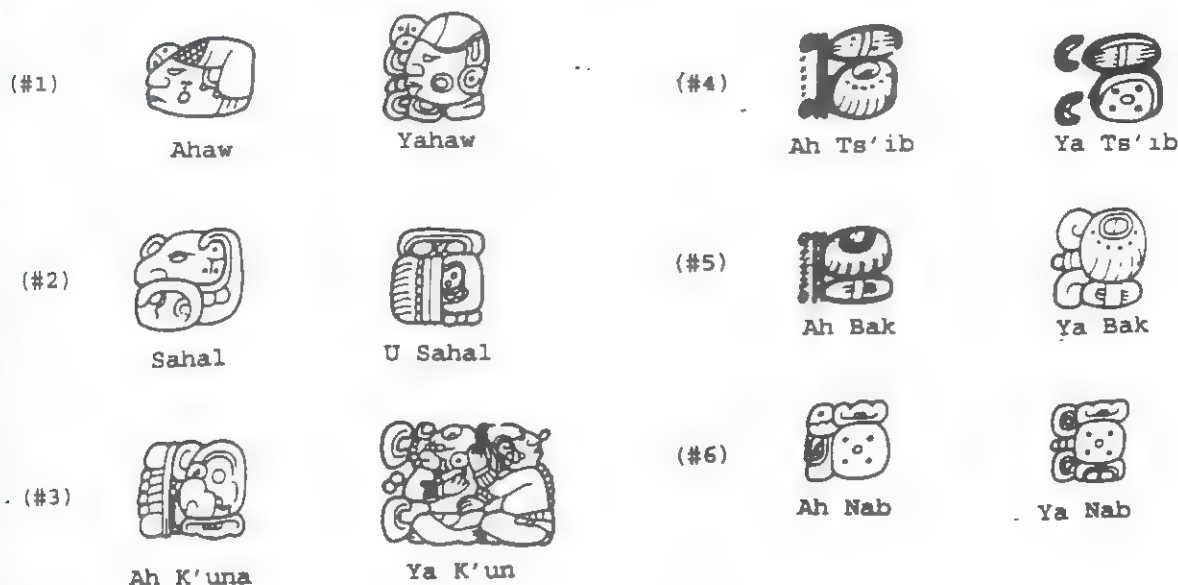 (#1) Ahaw Yahaw
(#2) Sahal U Sahal
(#3) Ah K'una Ya K'un
(#4) Ah Ts'ib Ya Ts'ib
(#5) Ah Bak Ya Bak
(#6) Ah Nab Ya Nab